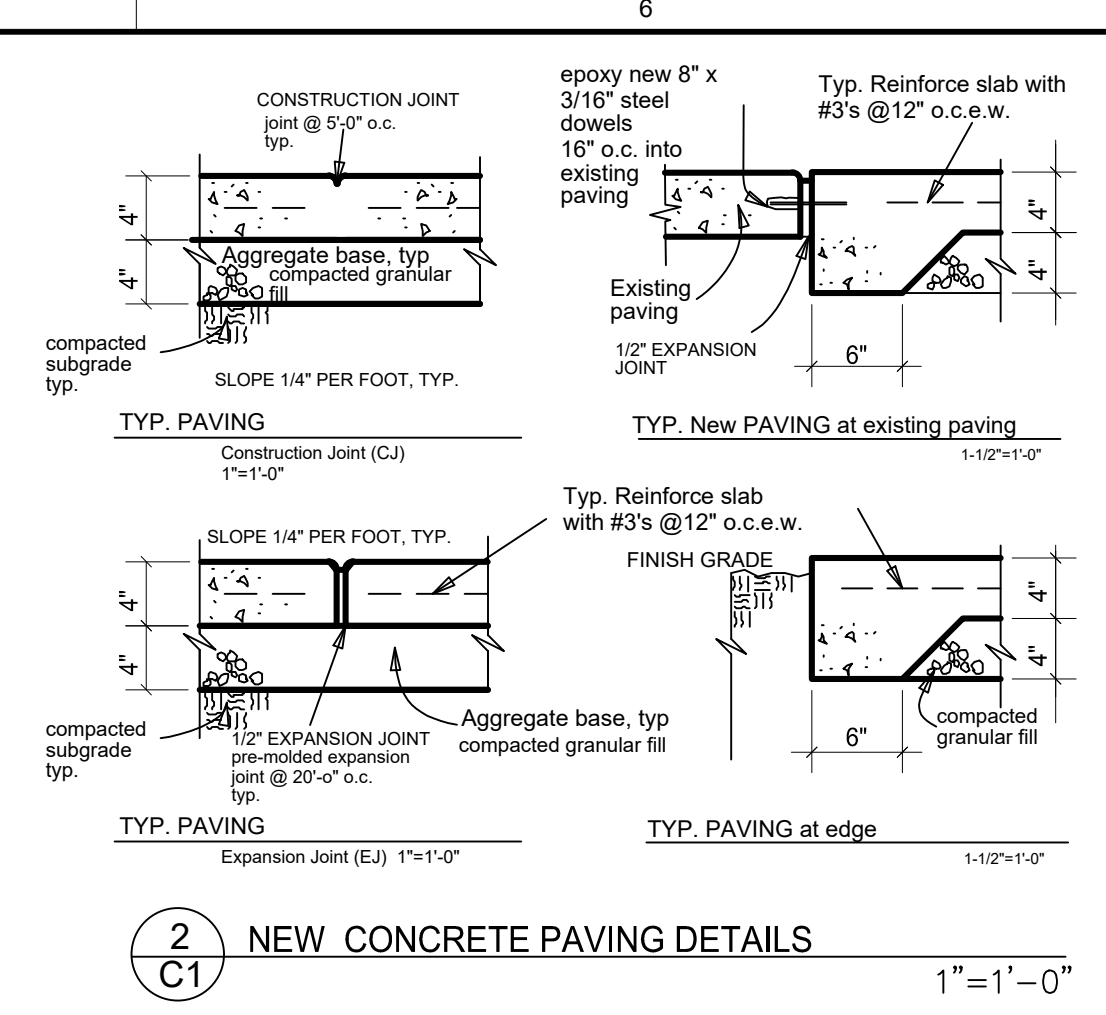 6
CONSTRUCTION JOINT
joint @ 5'-0" o.c.
typ.
4"
4"
Aggregate base, typ
compacted granular
fill
compacted
subgrade
typ.
SLOPE 1/4" PER FOOT, TYP.
TYP. PAVING
Construction Joint (CJ)
1"=1'-0"
epoxy new 8" x
3/16" steel
dowels
16" o.c. into
existing
paving
Typ. Reinforce slab with
#3's @12" o.c.e.w.
4"
4"
Existing
paving
1/2" EXPANSION
JOINT
6"
TYP. New PAVING at existing paving
1-1/2"=1'-0"
SLOPE 1/4" PER FOOT, TYP.
Typ. Reinforce slab
with #3's @12" o.c.e.w.
4"
4"
compacted
subgrade
typ.
1/2" EXPANSION JOINT
pre-molded expansion
joint @ 20'-o" o.c.
typ.
Aggregate base, typ
compacted granular fill
TYP. PAVING
Expansion Joint (EJ) 1"=1'-0"
FINISH GRADE
4"
4"
6"
compacted
granular fill
TYP. PAVING at edge
1-1/2"=1'-0"
2
C1
NEW CONCRETE PAVING DETAILS
1"=1'-0"